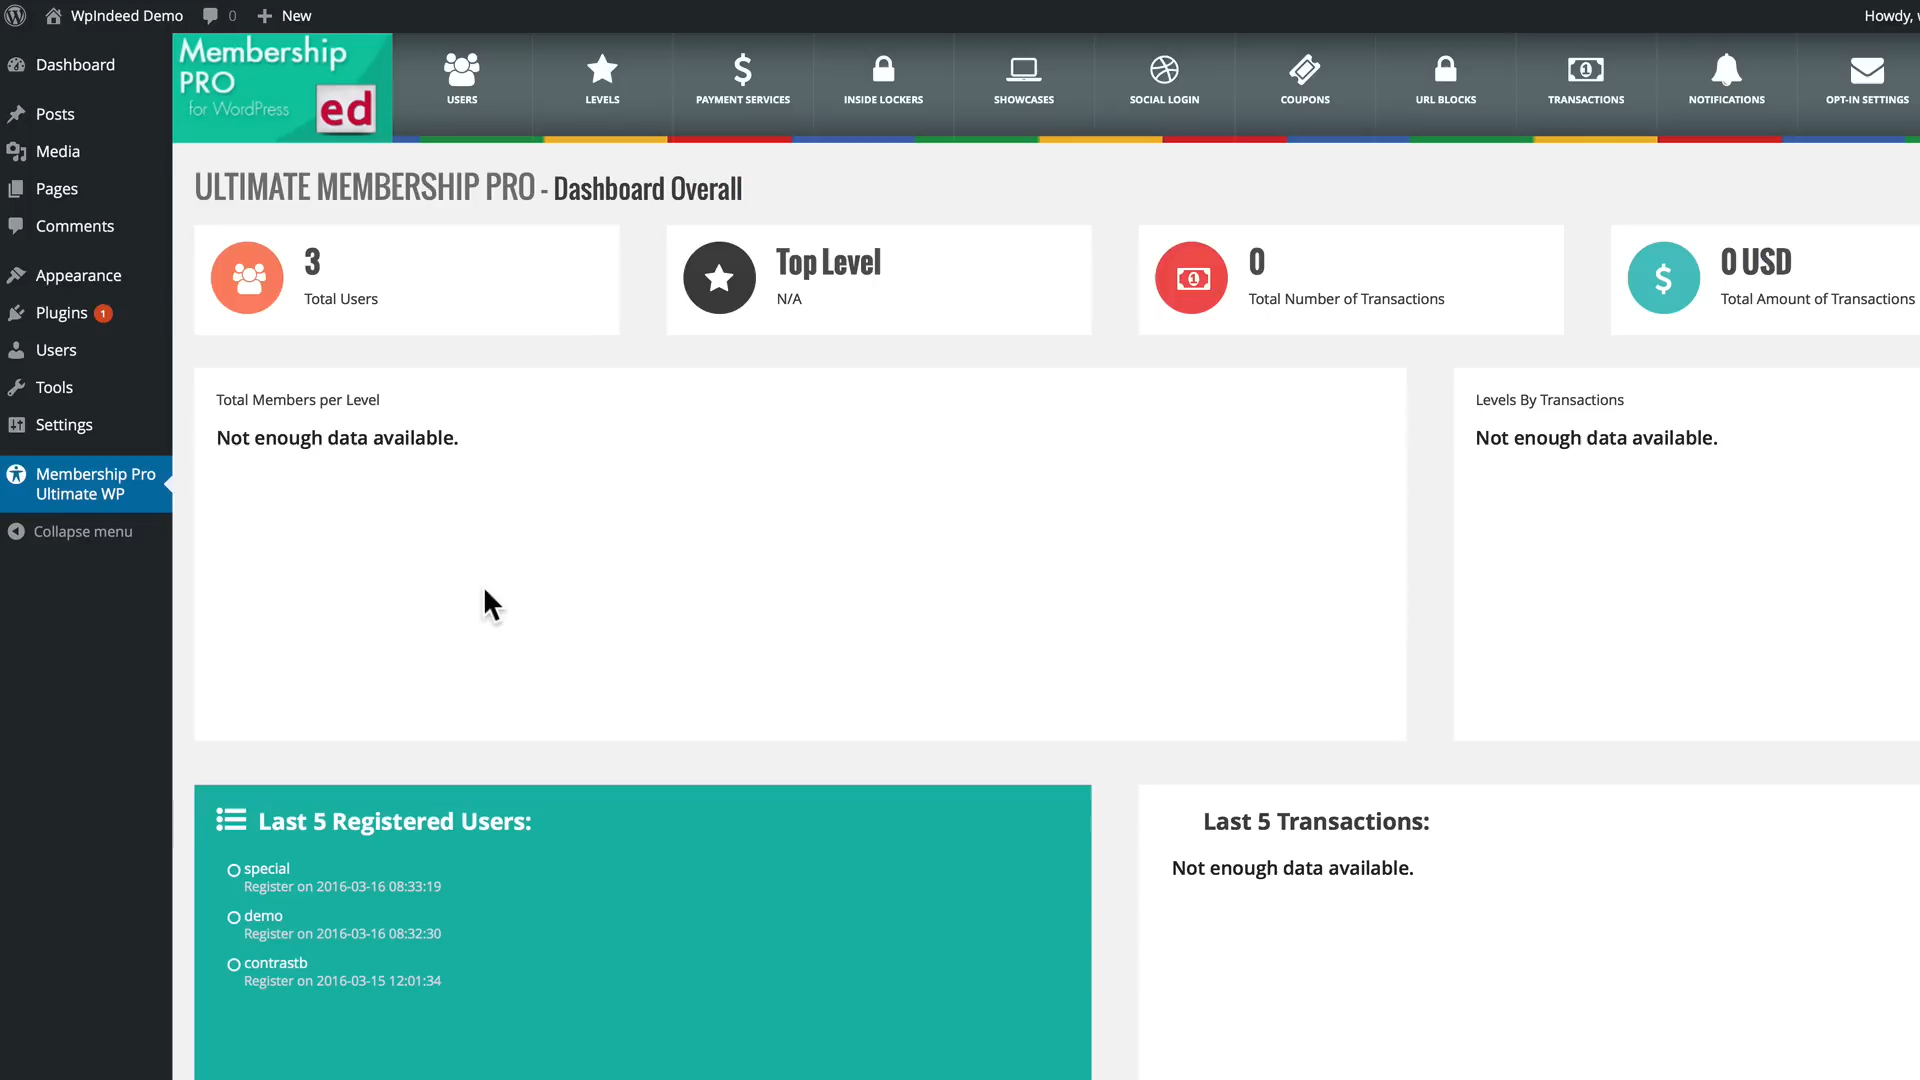 WpIndeed Demo
0
New
Howdy,
Dashboard
Posts
Media
Pages
Comments
Appearance
Plugins 1
Users
Tools
Settings
Membership Pro
Ultimate WP
Collapse menu
Membership
PRO
for WordPress
ed
USERS
LEVELS
PAYMENT SERVICES
INSIDE LOCKERS
SHOWCASES
SOCIAL LOGIN
COUPONS
URL BLOCKS
TRANSACTIONS
NOTIFICATIONS
OPT-IN SETTINGS
ULTIMATE MEMBERSHIP PRO - Dashboard Overall
3
Total Users
Top Level
N/A
0
Total Number of Transactions
0 USD
Total Amount of Transactions
Total Members per Level
Not enough data available.
Levels By Transactions
Not enough data available.
Last 5 Registered Users:
special
Register on 2016-03-16 08:33:19
demo
Register on 2016-03-16 08:32:30
contrastb
Register on 2016-03-15 12:01:34
Last 5 Transactions:
Not enough data available.